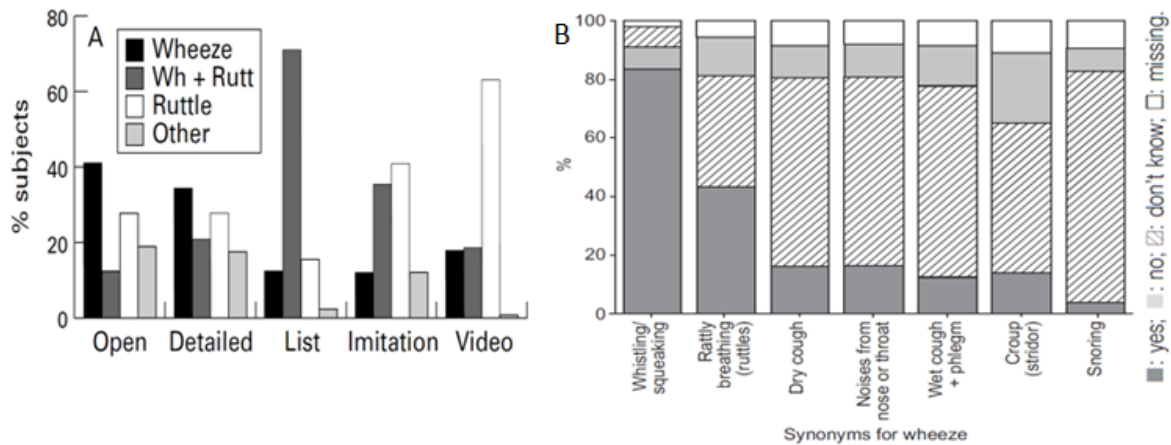 A
80
60
40
20
0
% subjects
Wheeze
Wh + Rutt
Ruttle
Other
Open Detailed List Imitation Video
B
100
80
60
40
20
0
%
Whistling/
squeaking
Rattly
breathing
(ruttles)
Dry cough
Noises from
nose or throat
Wet cough
+ phlegm
Croup
(stridor)
Snoring
Synonyms for wheeze
: yes; : no; : don't know; : missing.